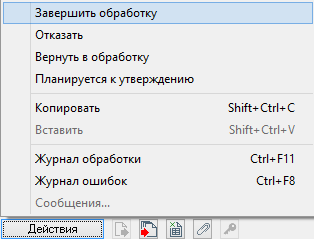 Завершить обработку
Отказать
Вернуть в обработку
Планируется к утверждению
Копировать Shift+Ctrl+C
Вставить Shift+Ctrl+V
Журнал обработки Ctrl+F11
Журнал ошибок Ctrl+F8
Сообщения...
Действия